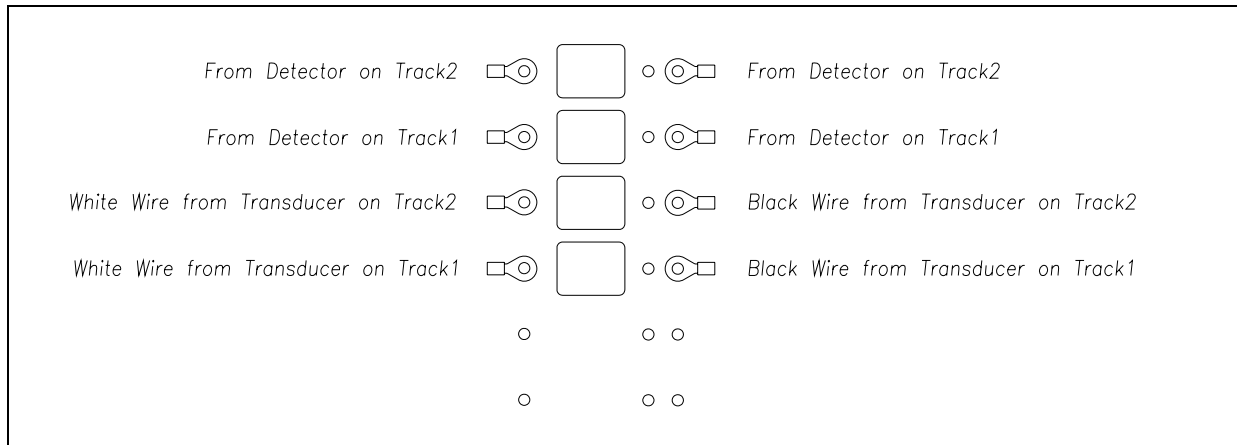 From Detector on Track2
From Detector on Track2
From Detector on Track1
From Detector on Track1
White Wire from Transducer on Track2
Black Wire from Transducer on Track2
White Wire from Transducer on Track1
Black Wire from Transducer on Track1